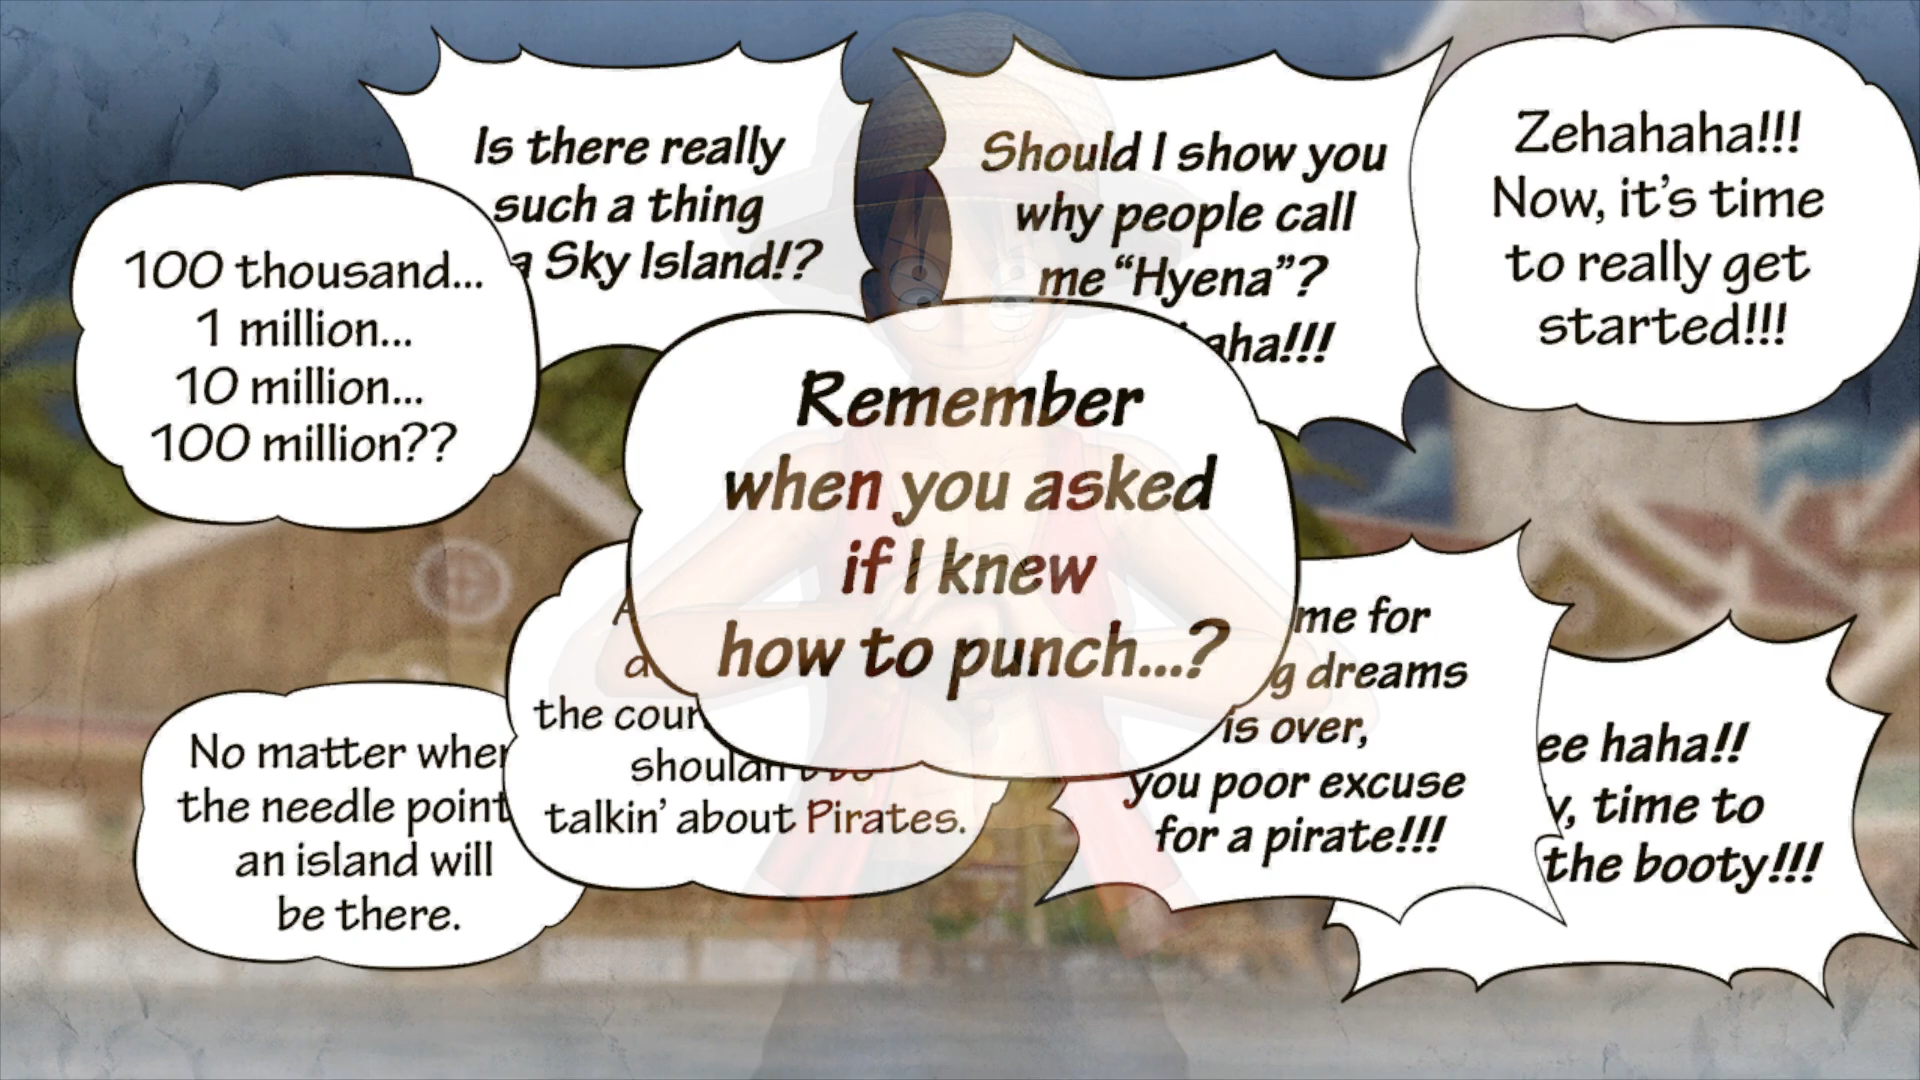 Is there really
such a thing
a Sky Island!?
Should I show you
why people call
me “Hyena”?
aha!!!
Zehahaha!!!
Now, it’s time
to really get
started!!!
100 thousand...
1 million...
10 million...
100 million??
Remember
when you asked
if I knew
how to punch...?
No matter
the needle
an island will
be there.
the
talkin’ about Pirates.
me for
dreams
is over,
you poor excuse
for a pirate!!!
ee haha!!
time to
the booty!!!